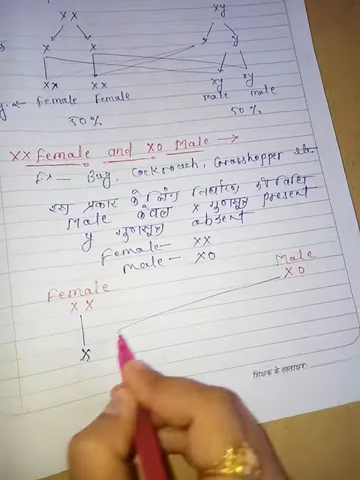 XX
xy
X X
x y
XX XX
xy xy
Female Female
male male
50%
50%
XX Female and XO Male →
Ex - Bug, Cockroach, Grasshopper etc.
इस प्रकार के लिंग निर्धारण की विधि
Male केवल X गुणसूत्र Present
y गुणसूत्र absent
Female - XX
Male - XO
Female
XX
Male
XO
X
शिक्षक के हस्ताक्षर